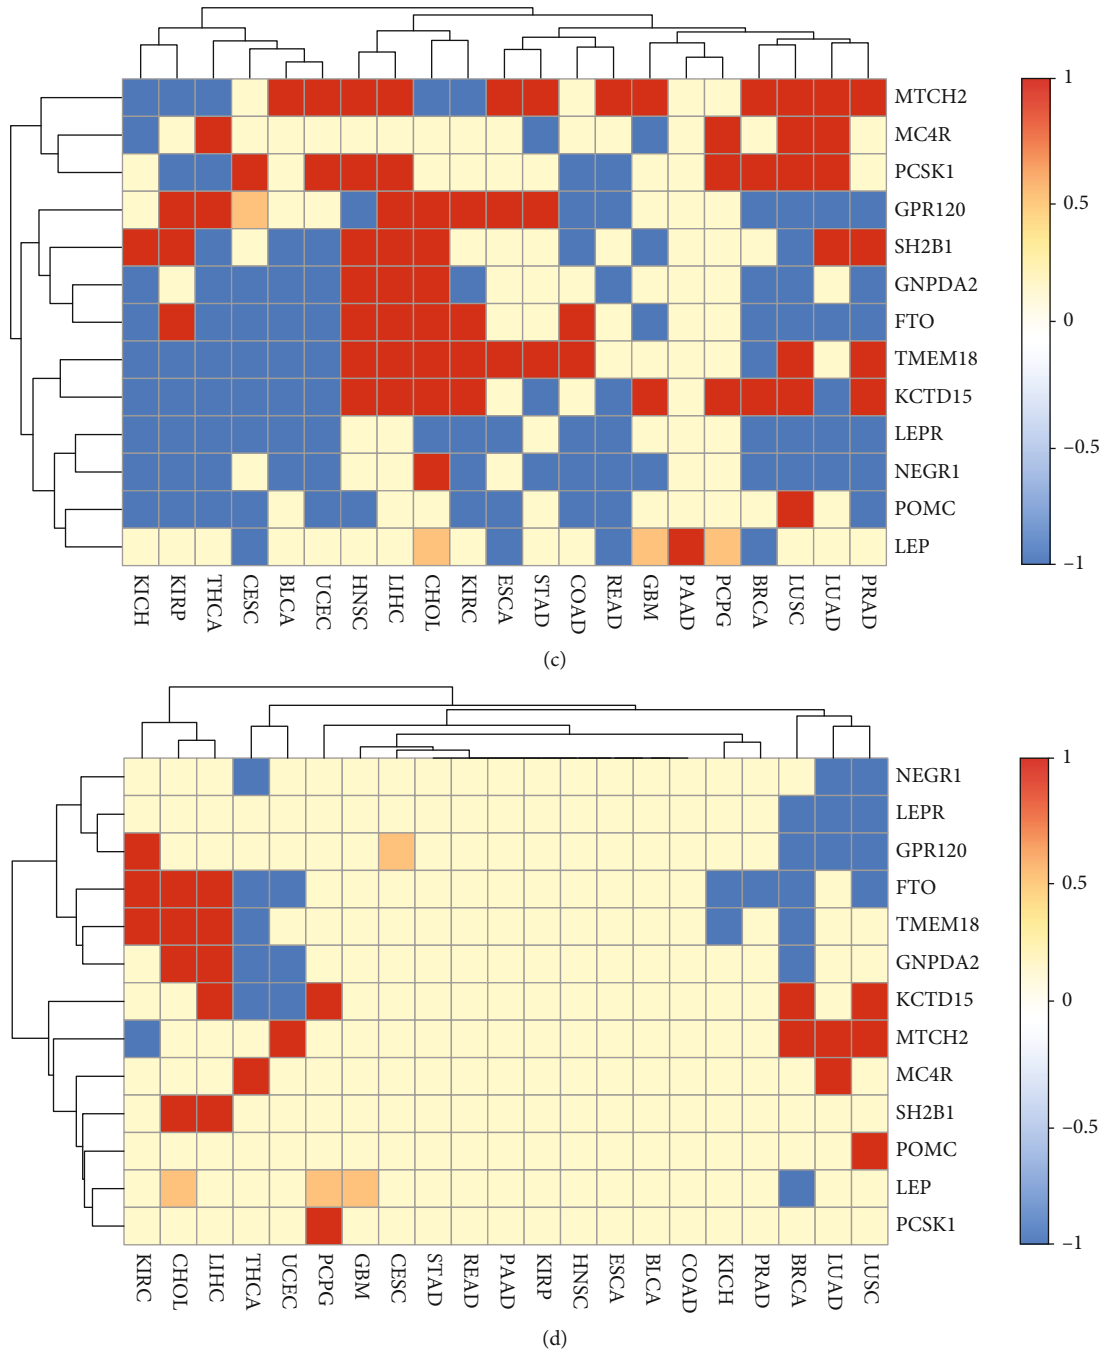 MTCH2
MC4R
PCSK1
GPR120
SH2B1
GNPDA2
FTO
TMEM18
KCTD15
LEPR
NEGR1
POMC
LEP
1
0.5
0
−0.5
−1
KICH KIRP THCA CESC BLCA UCEC HNSC LIHC CHOL KIRC ESCA STAD COAD READ GBM PAAD PCPG BRCA LUSC LUAD PRAD
(c)
NEGR1
LEPR
GPR120
FTO
TMEM18
GNPDA2
KCTD15
MTCH2
MC4R
SH2B1
POMC
LEP
PCSK1
1
0.5
0
−0.5
−1
KIRC CHOL LIHC THCA UCEC PCPG GBM CESC STAD READ PAAD KIRP HNSC ESCA BLCA COAD KICH PRAD BRCA LUAD LUSC
(d)